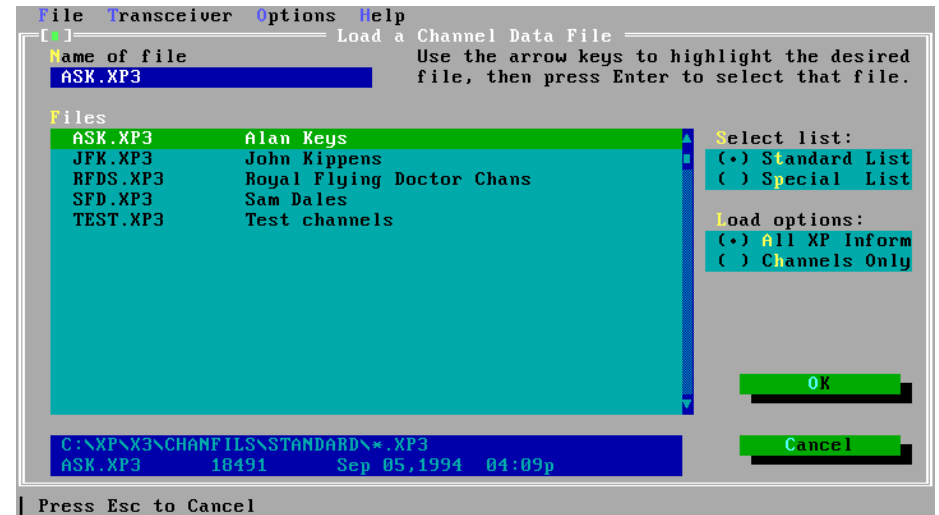 File Transceiver Options Help
[■] Load a Channel Data File
Name of file
Use the arrow keys to highlight the desired
ASK.XP3
file, then press Enter to select that file.
Files
ASK.XP3 Alan Keys
JFK.XP3 John Kippens
RFDS.XP3 Royal Flying Doctor Chans
SFD.XP3 Sam Dales
TEST.XP3 Test channels
Select list:
(•) Standard List
( ) Special List
Load options:
(•) All XP Inform
( ) Channels Only
OK
Cancel
C:\XP\X3\CHANFILS\STANDARD\*.XP3
ASK.XP3 18491 Sep 05,1994 04:09p
Press Esc to Cancel